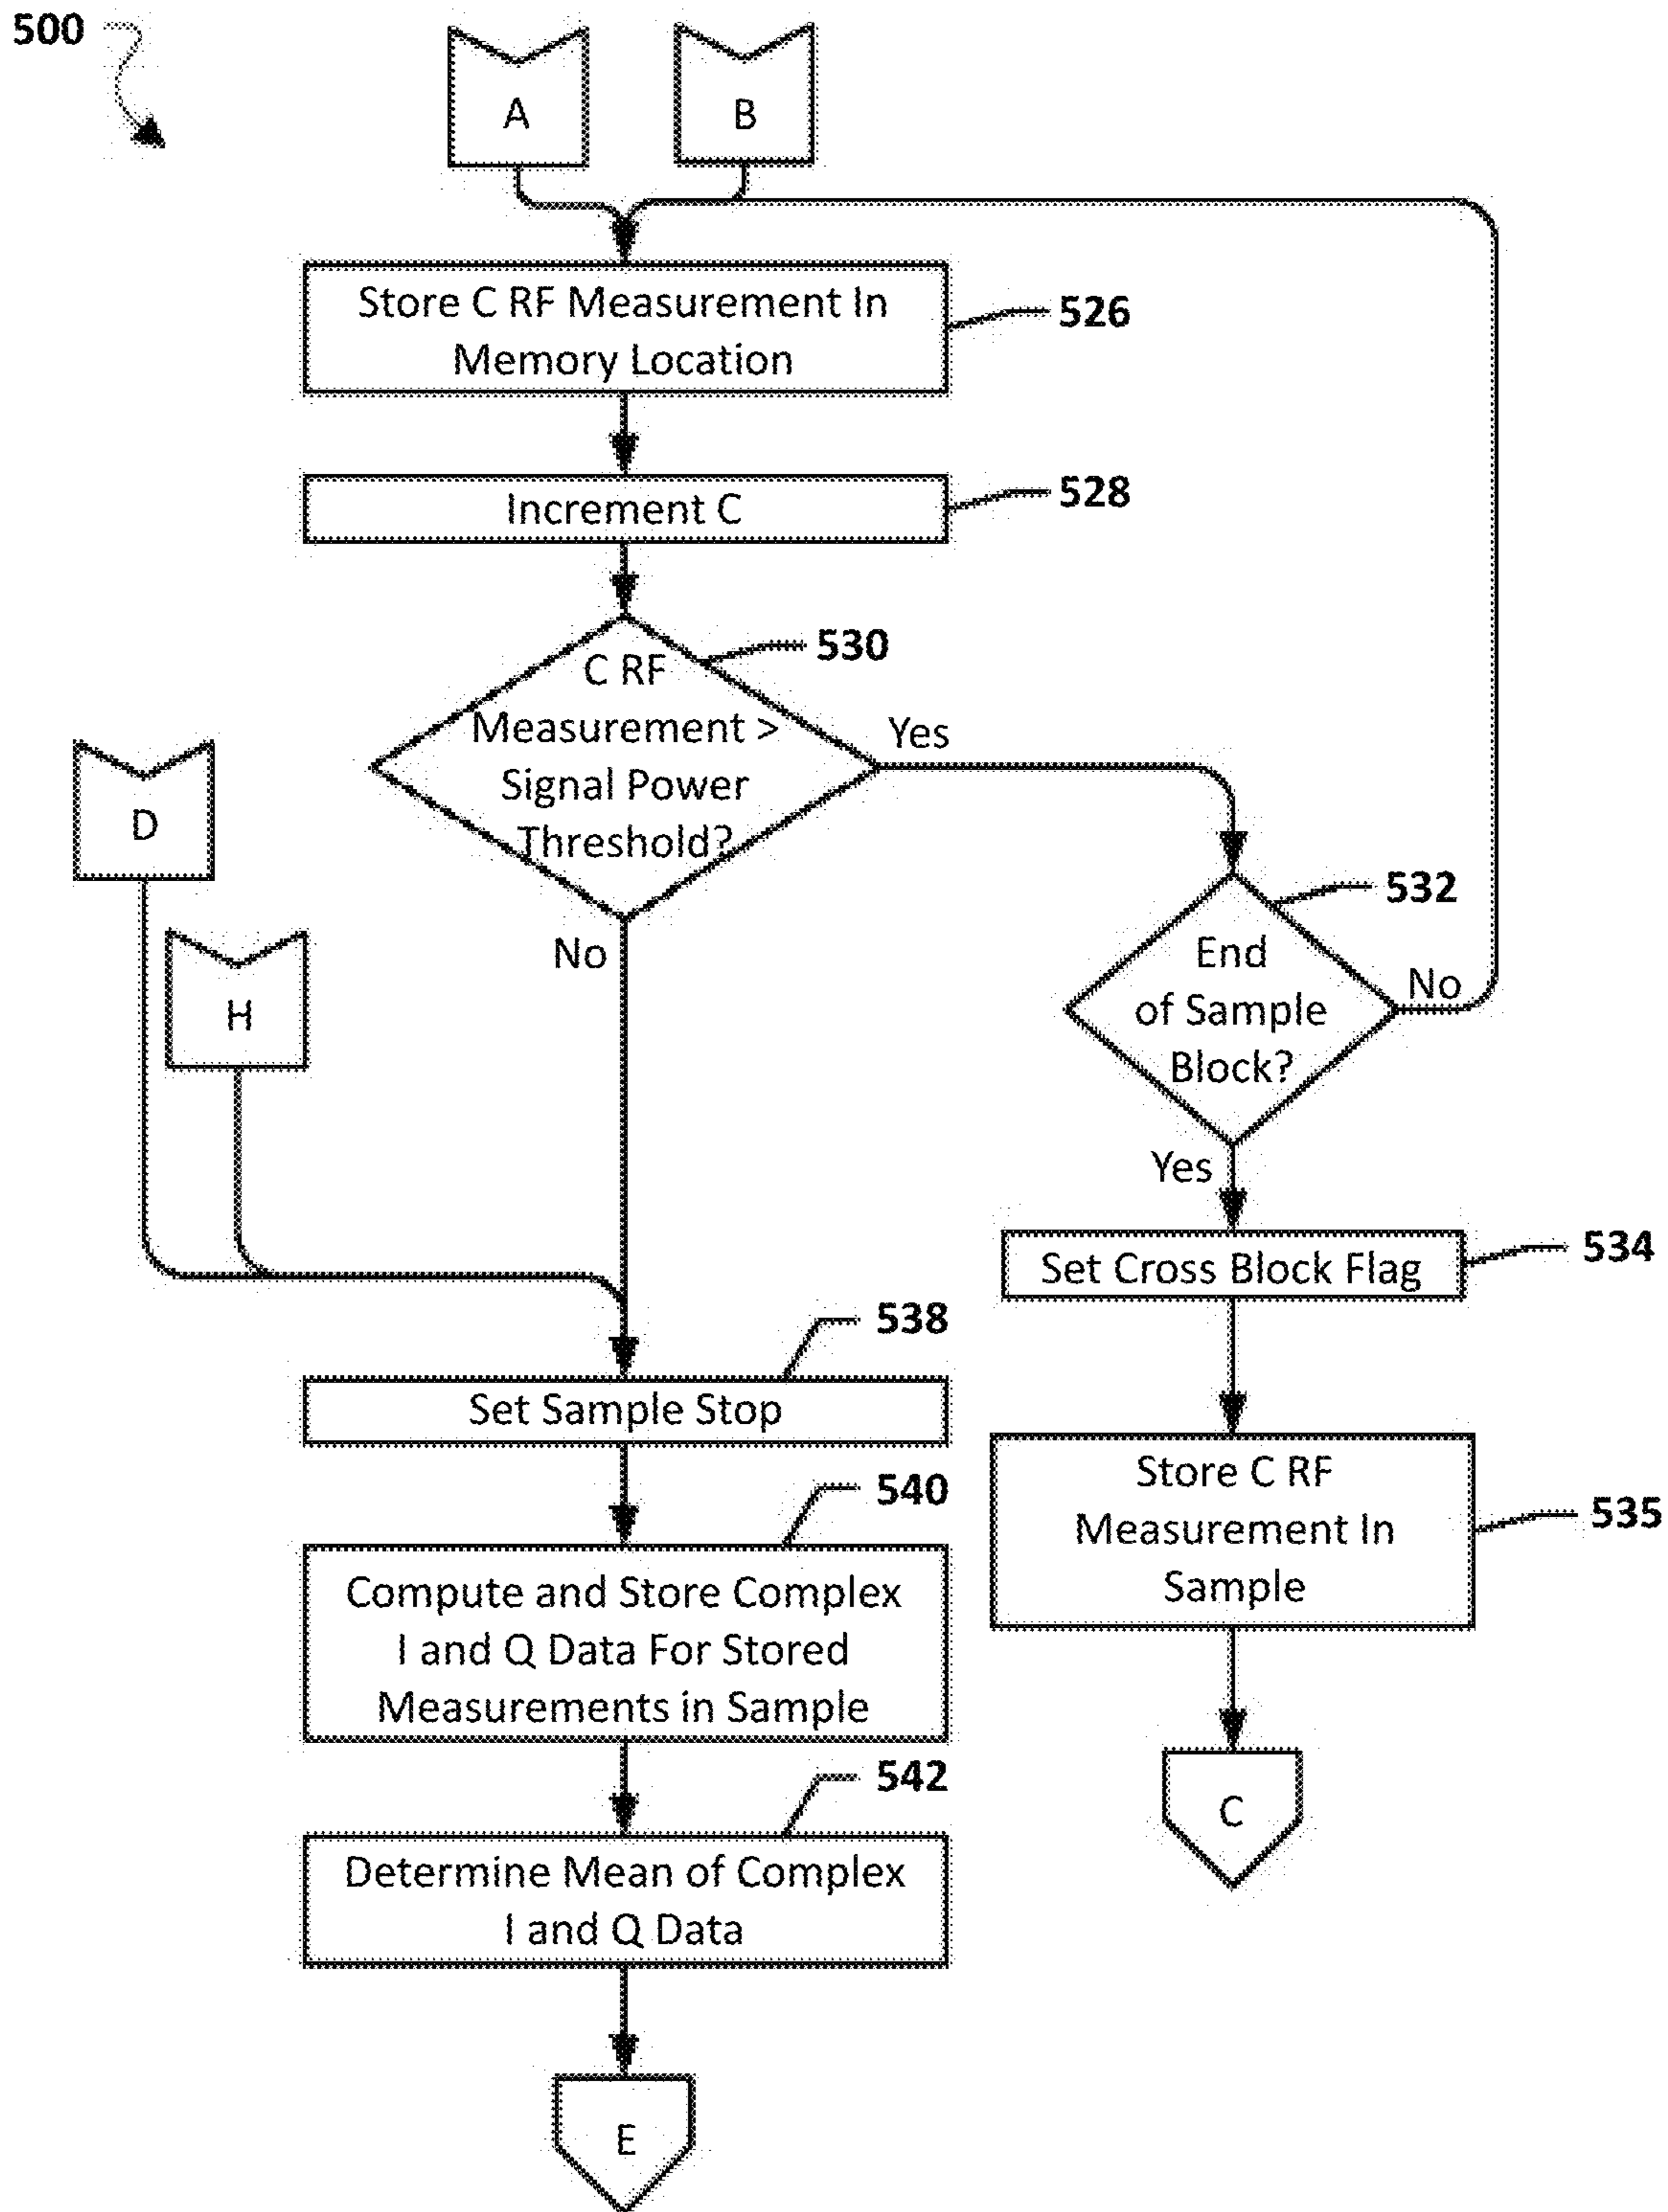 500
A
B
Store C RF Measurement In
Memory Location
526
Increment C
528
530
C RF
Measurement >
Signal Power
Threshold?
Yes
D
532
End
of Sample
Block?
No
No
H
Yes
Set Cross Block Flag
534
538
Set Sample Stop
Store C RF
Measurement In
Sample
535
540
Compute and Store Complex
I and Q Data For Stored
Measurements in Sample
542
C
Determine Mean of Complex
I and Q Data
E